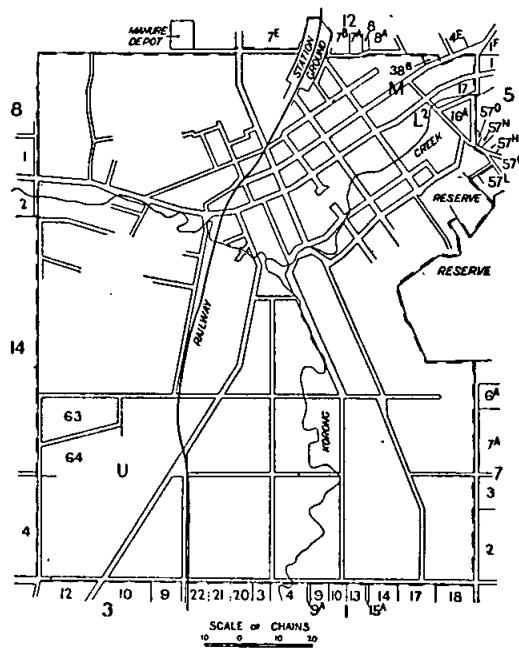 12
MANURE DEPOT
7E
STATION GROUND
7B 7A 8 8A
4E
1F
1
38B
M
17
8
5
L2
16A
57O
57N
57H
57L
1
CREEK
2
RESERVE
RESERVE
14
RAILWAY
6A
63
KORONG
7A
64
U
7
3
4
2
12 10 9 22 21 20 3 4 9 10 13 14 17 18
3
9A
1
15A
SCALE OF CHAINS
10 0 10 20